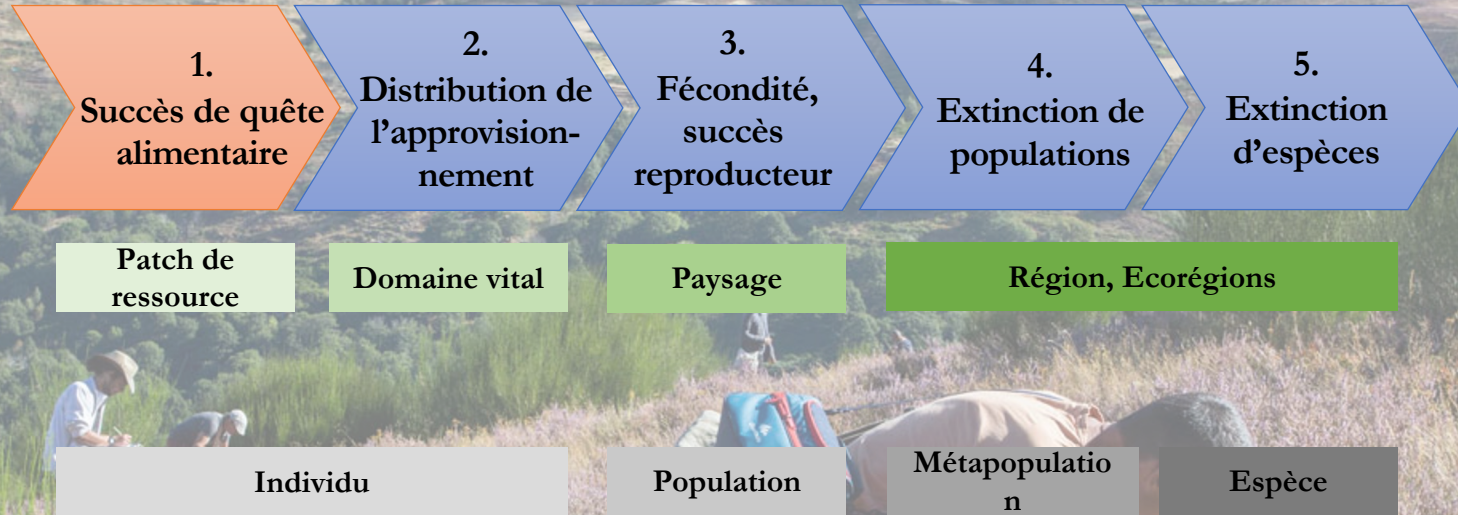 1.
Succès de quête
alimentaire
2.
Distribution de
l’approvision-
nement
3.
Fécondité,
succès
reproducteur
4.
Extinction de
populations
5.
Extinction
d’espèces
Patch de
ressource
Domaine vital
Paysage
Région, Ecorégions
Individu
Population
Métapopulatio
n
Espèce